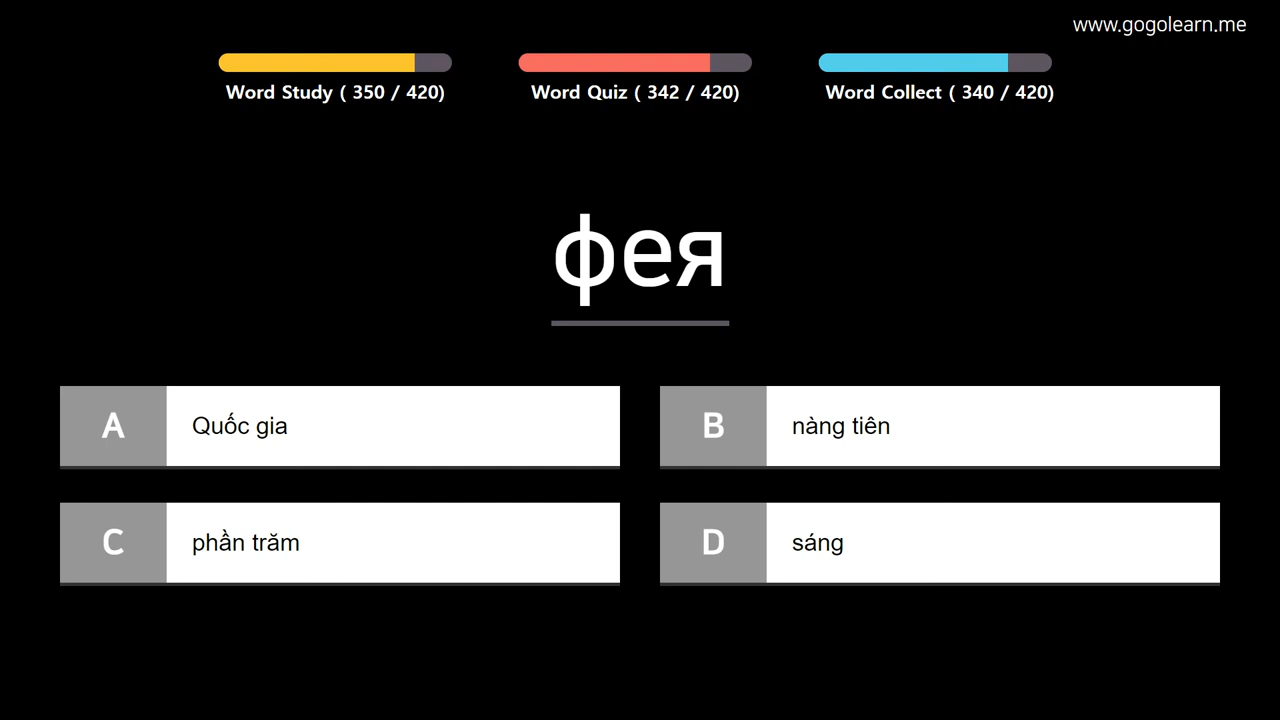 www.gogolearn.me
Word Study ( 350 / 420)
Word Quiz ( 342 / 420)
Word Collect ( 340 / 420)
фея
A Quốc gia
B nàng tiên
C phần trăm
D sáng